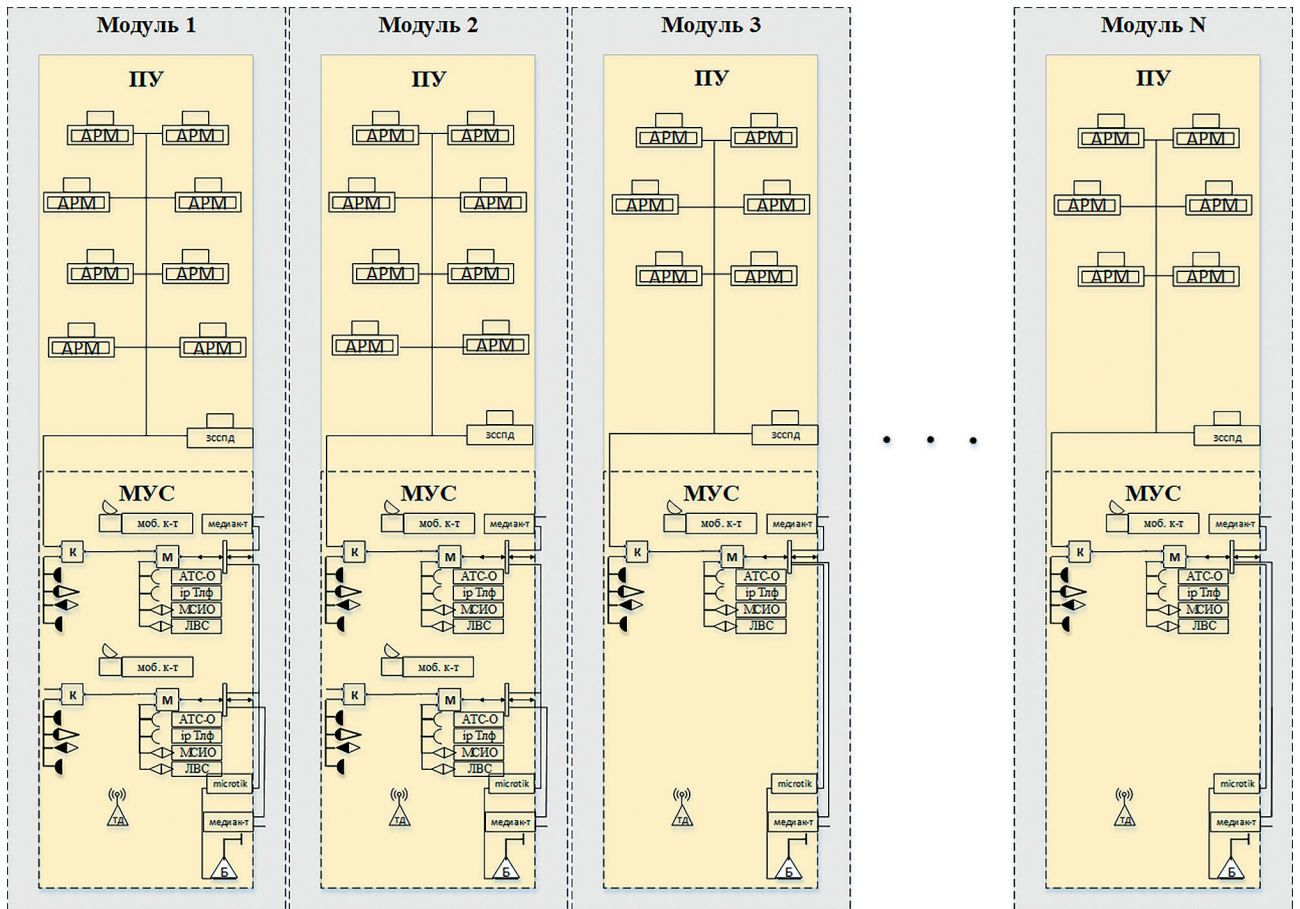 Модуль 1
ПУ
АРМ АРМ
АРМ АРМ
АРМ АРМ
АРМ АРМ
зсспд
МУС
моб. к-т медиак-т
К М
АТС-О
ip Тлф
МСИО
ЛВС
моб. к-т
К М
АТС-О
ip Тлф
МСИО
ЛВС
microtik
ТД медиак-т
Б
Модуль 2
ПУ
АРМ АРМ
АРМ АРМ
АРМ АРМ
АРМ АРМ
зсспд
МУС
моб. к-т медиак-т
К М
АТС-О
ip Тлф
МСИО
ЛВС
моб. к-т
К М
АТС-О
ip Тлф
МСИО
ЛВС
microtik
ТД медиак-т
Б
Модуль 3
ПУ
АРМ АРМ
АРМ АРМ
АРМ АРМ
зсспд
МУС
моб. к-т медиак-т
К М
АТС-О
ip Тлф
МСИО
ЛВС
microtik
ТД медиак-т
Б
. . .
Модуль N
ПУ
АРМ АРМ
АРМ АРМ
АРМ АРМ
зсспд
МУС
моб. к-т медиак-т
К М
АТС-О
ip Тлф
МСИО
ЛВС
microtik
ТД медиак-т
Б